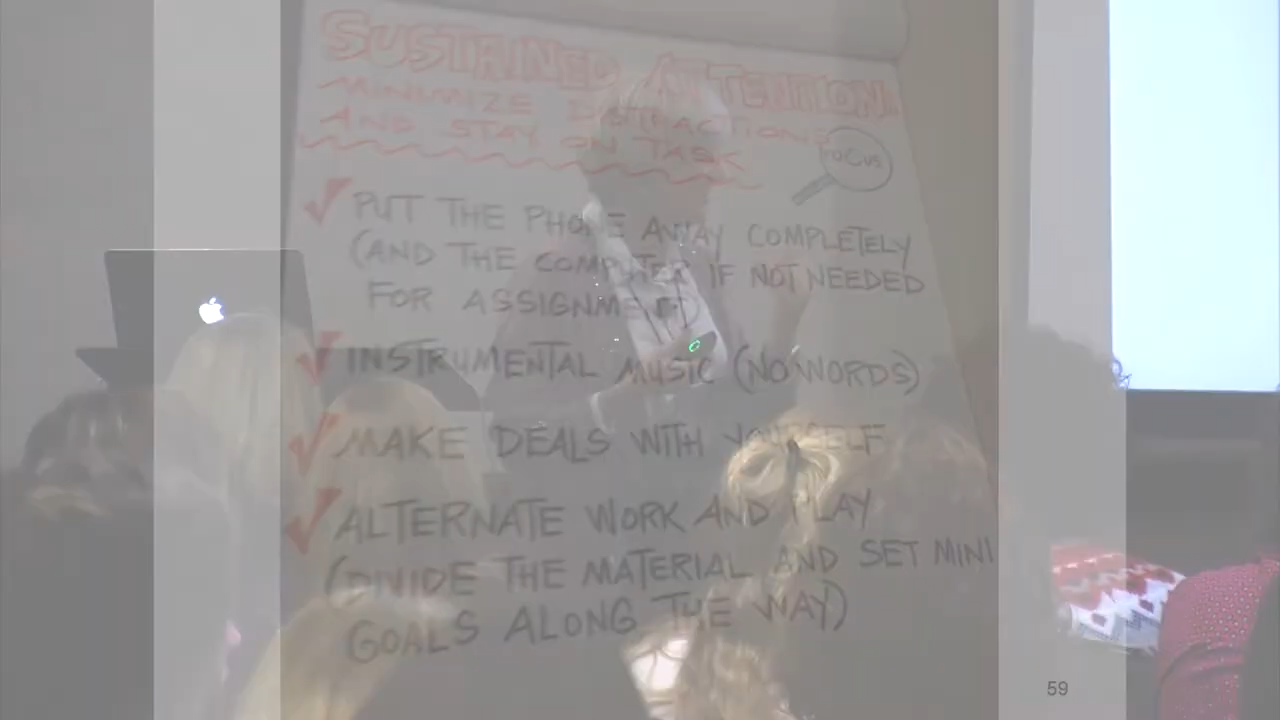 SUSTAINED ATTENTION:
MINIMIZE DISTRACTIONS
AND STAY ON TASK
FOCUS
PUT THE PHONE AWAY COMPLETELY
(AND THE COMPUTER IF NOT NEEDED
FOR ASSIGNMENT)
INSTRUMENTAL MUSIC (NO WORDS)
MAKE DEALS WITH YOURSELF
ALTERNATE WORK AND PLAY
(DIVIDE THE MATERIAL AND SET MINI
GOALS ALONG THE WAY)
59